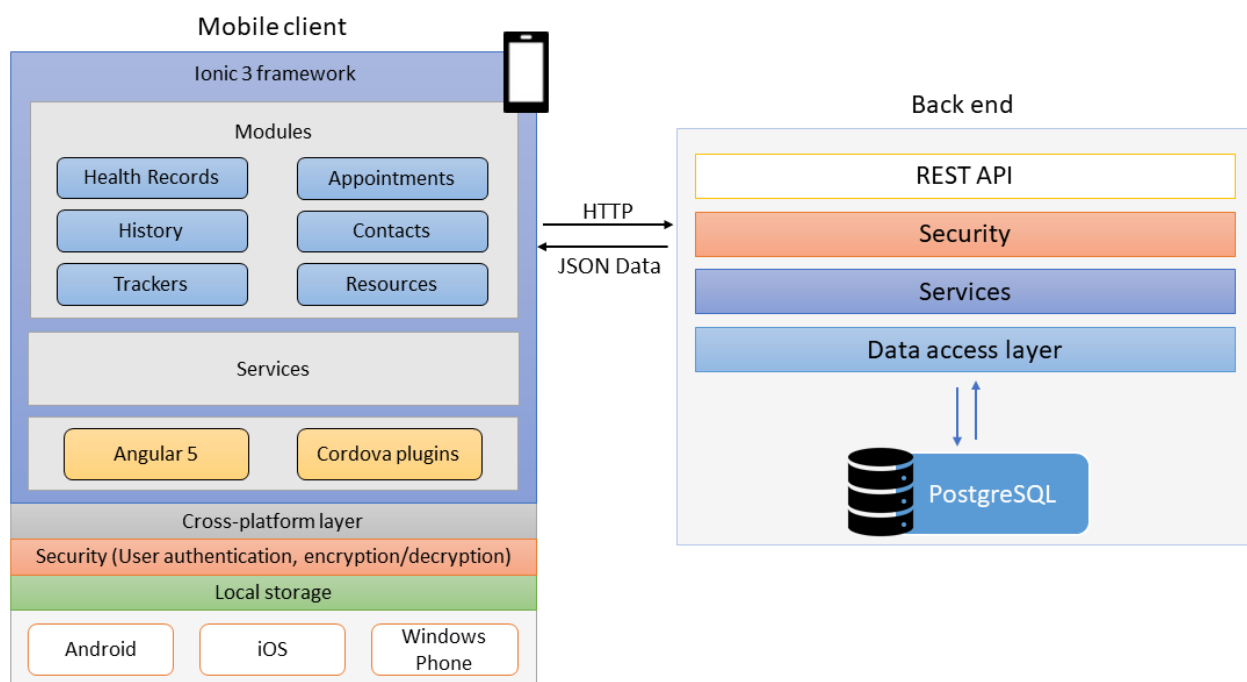 Mobile client
Ionic 3 framework
Modules
Health Records
Appointments
History
Contacts
Trackers
Resources
Services
Angular 5
Cordova plugins
Cross-platform layer
Security (User authentication, encryption/decryption)
Local storage
Android
iOS
Windows
Phone
HTTP
JSON Data
Back end
REST API
Security
Services
Data access layer
PostgreSQL